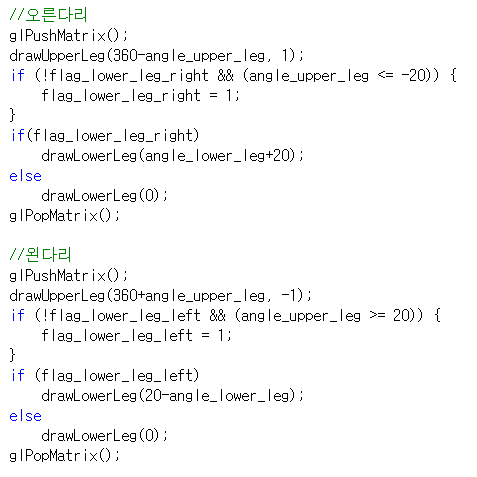 //오른다리
glPushMatrix();
drawUpperLeg(360-angle_upper_leg, 1);
if (!flag_lower_leg_right && (angle_upper_leg <= -20)) {
    flag_lower_leg_right = 1;
}
if(flag_lower_leg_right)
    drawLowerLeg(angle_lower_leg+20);
else
    drawLowerLeg(0);
glPopMatrix();

//왼다리
glPushMatrix();
drawUpperLeg(360+angle_upper_leg, -1);
if (!flag_lower_leg_left && (angle_upper_leg >= 20)) {
    flag_lower_leg_left = 1;
}
if (flag_lower_leg_left)
    drawLowerLeg(20-angle_lower_leg);
else
    drawLowerLeg(0);
glPopMatrix();